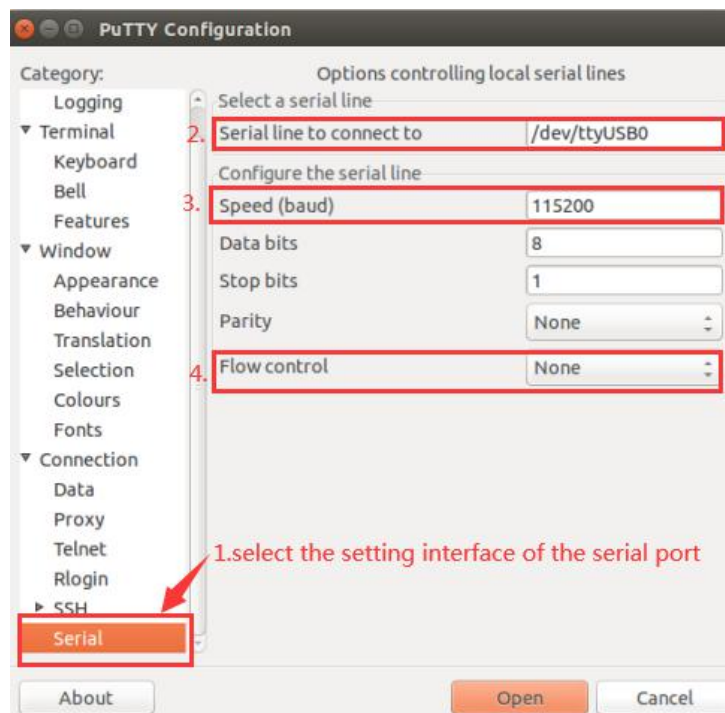 PuTTY Configuration
Category:
Options controlling local serial lines
Logging
Terminal
Keyboard
Bell
Features
Window
Appearance
Behaviour
Translation
Selection
Colours
Fonts
Connection
Data
Proxy
Telnet
Rlogin
SSH
Serial
Select a serial line
2. Serial line to connect to /dev/ttyUSB0
Configure the serial line
3. Speed (baud) 115200
Data bits 8
Stop bits 1
Parity None
4. Flow control None
1.select the setting interface of the serial port
About Open Cancel